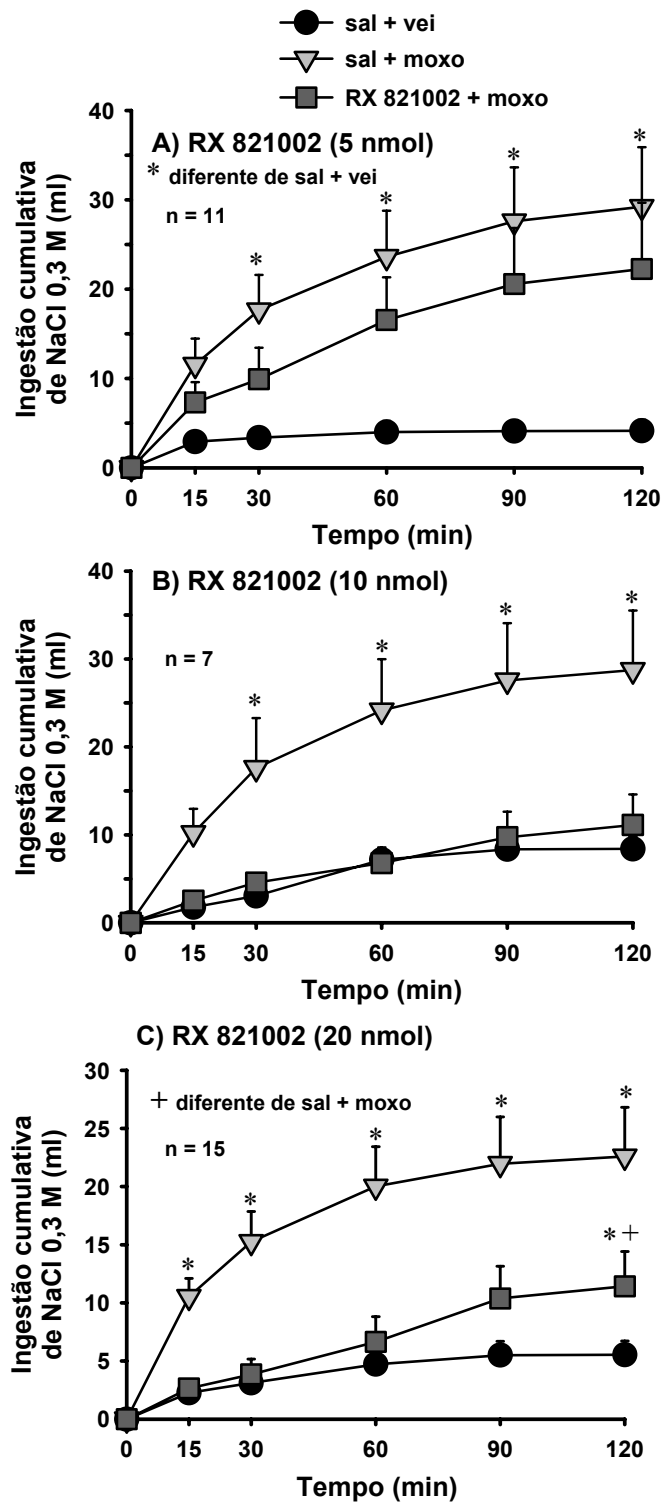 sal + vei
sal + moxo
RX 821002 + moxo
A) RX 821002 (5 nmol)
* diferente de sal + vei
n = 11
* * * * *
40
30
20
10
0
Ingestão cumulativa
de NaCl 0,3 M (ml)
0 15 30 60 90 120
Tempo (min)
B) RX 821002 (10 nmol)
n = 7
* * * *
40
30
20
10
0
Ingestão cumulativa
de NaCl 0,3 M (ml)
0 15 30 60 90 120
Tempo (min)
C) RX 821002 (20 nmol)
+ diferente de sal + moxo
n = 15
* * * * *
* +
30
25
20
15
10
5
0
Ingestão cumulativa
de NaCl 0,3 M (ml)
0 15 30 60 90 120
Tempo (min)